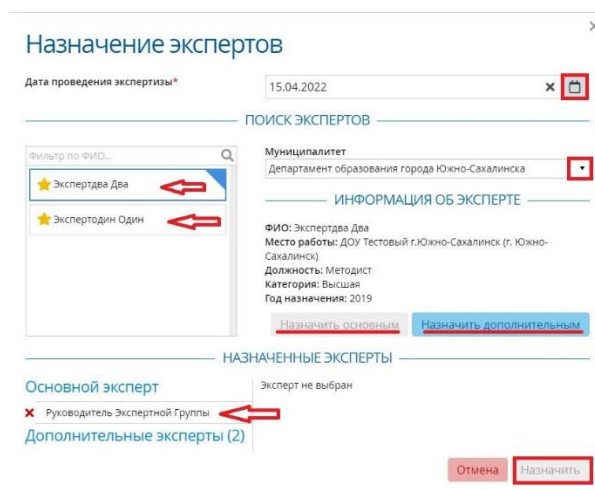 Назначение экспертов
Дата проведения экспертизы*
15.04.2022
ПОИСК ЭКСПЕРТОВ
Фильтр по ФИО...
Экспертдва Два
Экспертодин Один
Муниципалитет
Департамент образования города Южно-Сахалинска
ИНФОРМАЦИЯ ОБ ЭКСПЕРТЕ
ФИО: Экспертдва Два
Место работы: ДОУ Тестовый г.Южно-Сахалинск (г. Южно-
Сахалинск)
Должность: Методист
Категория: Высшая
Год назначения: 2019
Назначить основным
Назначить дополнительным
НАЗНАЧЕННЫЕ ЭКСПЕРТЫ
Основной эксперт
Руководитель Экспертной Группы
Дополнительные эксперты (2)
Эксперт не выбран
Отмена
Назначить